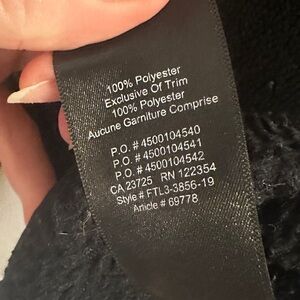 100% Polyester
Exclusive Of Trim
100% Polyester
Aucune Garniture Comprise
P.O. # 4500104540
P.O. # 4500104541
P.O. # 4500104542
CA 23725 RN 122354
Style # FTL3-3856-19
Article # 69778